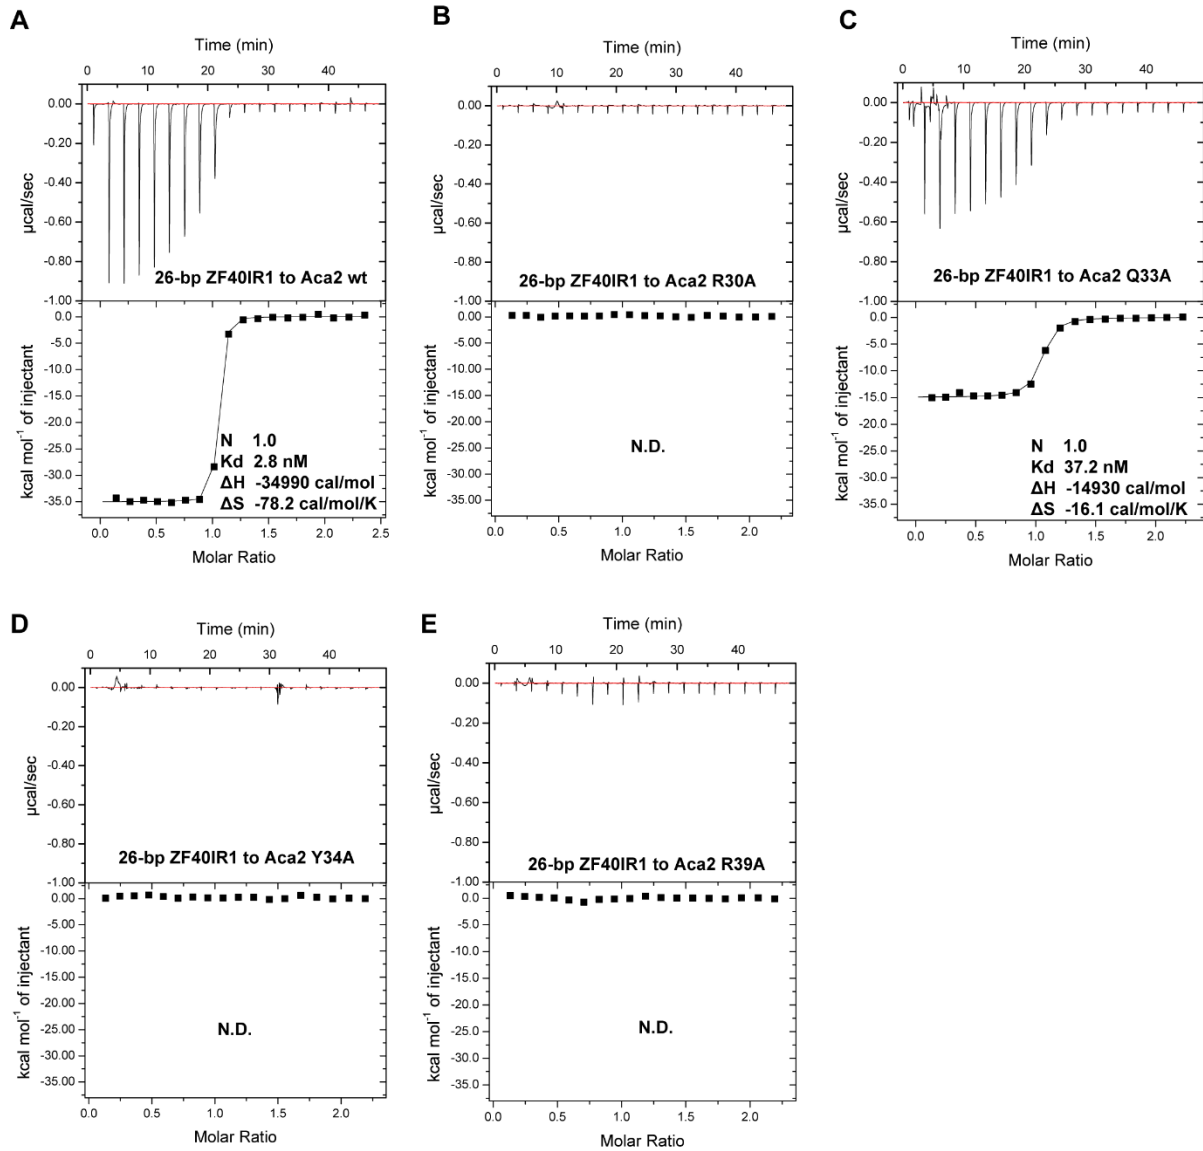 A
Time (min)
0 10 20 30 40
0.00
-0.20
-0.40
-0.60
-0.80
-1.00
µcal/sec
26-bp ZF40IR1 to Aca2 wt
0.0
-5.0
-10.0
-15.0
-20.0
-25.0
-30.0
-35.0
kcal mol⁻¹ of injectant
N 1.0
Kd 2.8 nM
ΔH -34990 cal/mol
ΔS -78.2 cal/mol/K
0.0 0.5 1.0 1.5 2.0 2.5
Molar Ratio
B
Time (min)
0 10 20 30 40
0.00
-0.20
-0.40
-0.60
-0.80
-1.00
µcal/sec
26-bp ZF40IR1 to Aca2 R30A
0.00
-5.00
-10.00
-15.00
-20.00
-25.00
-30.00
-35.00
kcal mol⁻¹ of injectant
N.D.
0.0 0.5 1.0 1.5 2.0
Molar Ratio
C
Time (min)
0 10 20 30 40
0.00
-0.20
-0.40
-0.60
-0.80
-1.00
µcal/sec
26-bp ZF40IR1 to Aca2 Q33A
0.0
-5.0
-10.0
-15.0
-20.0
-25.0
-30.0
-35.0
kcal mol⁻¹ of injectant
N 1.0
Kd 37.2 nM
ΔH -14930 cal/mol
ΔS -16.1 cal/mol/K
0.0 0.5 1.0 1.5 2.0
Molar Ratio
D
Time (min)
0 10 20 30 40
0.00
-0.20
-0.40
-0.60
-0.80
-1.00
µcal/sec
26-bp ZF40IR1 to Aca2 Y34A
0.00
-5.00
-10.00
-15.00
-20.00
-25.00
-30.00
-35.00
kcal mol⁻¹ of injectant
N.D.
0.0 0.5 1.0 1.5 2.0
Molar Ratio
E
Time (min)
0 10 20 30 40
0.00
-0.20
-0.40
-0.60
-0.80
-1.00
µcal/sec
26-bp ZF40IR1 to Aca2 R39A
0.0
-5.0
-10.0
-15.0
-20.0
-25.0
-30.0
-35.0
kcal mol⁻¹ of injectant
N.D.
0.0 0.5 1.0 1.5 2.0
Molar Ratio